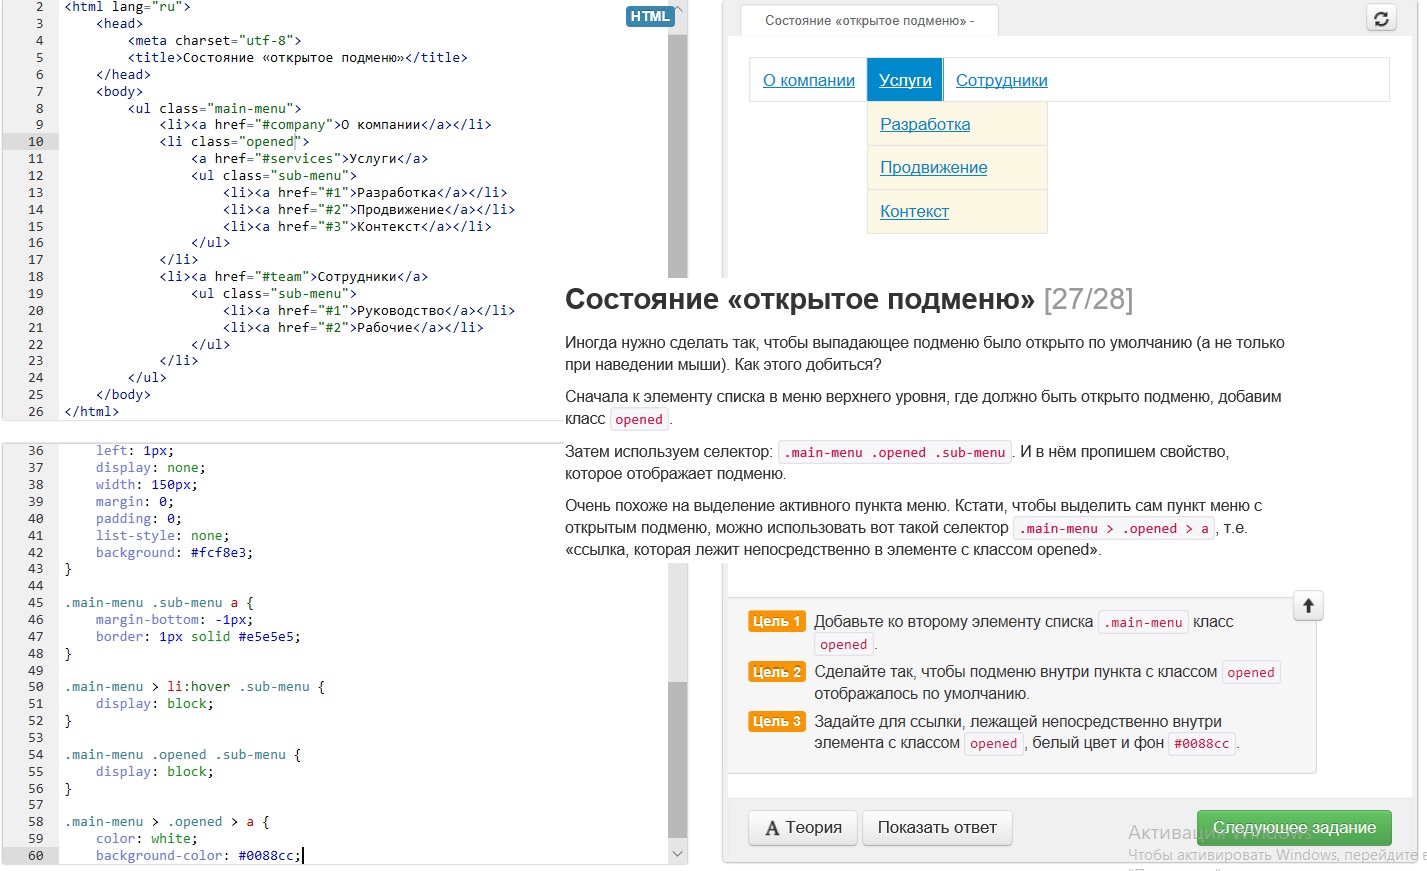 2 <html lang="ru">
3 <head>
4 <meta charset="utf-8">
5 <title>Состояние «открытое подменю»</title>
6 </head>
7 <body>
8 <ul class="main-menu">
9 <li><a href="#company">О компании</a></li>
10 <li class="opened">
11 <a href="#services">Услуги</a>
12 <ul class="sub-menu">
13 <li><a href="#1">Разработка</a></li>
14 <li><a href="#2">Продвижение</a></li>
15 <li><a href="#3">Контекст</a></li>
16 </ul>
17 </li>
18 <li><a href="#team">Сотрудники</a>
19 <ul class="sub-menu">
20 <li><a href="#1">Руководство</a></li>
21 <li><a href="#2">Рабочие</a></li>
22 </ul>
23 </li>
24 </ul>
25 </body>
26 </html>
HTML
36 left: 1px;
37 display: none;
38 width: 150px;
39 margin: 0;
40 padding: 0;
41 list-style: none;
42 background: #fcf8e3;
43 }
44
45 .main-menu .sub-menu a {
46 margin-bottom: -1px;
47 border: 1px solid #e5e5e5;
48 }
49
50 .main-menu > li:hover .sub-menu {
51 display: block;
52 }
53
54 .main-menu .opened .sub-menu {
55 display: block;
56 }
57
58 .main-menu > .opened > a {
59 color: white;
60 background-color: #0088cc;
Состояние «открытое подменю» -
О компании Услуги Сотрудники
Разработка
Продвижение
Контекст
Состояние «открытое подменю» [27/28]
Иногда нужно сделать так, чтобы выпадающее подменю было открыто по умолчанию (а не только
при наведении мыши). Как этого добиться?
Сначала к элементу списка в меню верхнего уровня, где должно быть открыто подменю, добавим
класс opened.
Затем используем селектор: .main-menu .opened .sub-menu. И в нём пропишем свойство,
которое отображает подменю.
Очень похоже на выделение активного пункта меню. Кстати, чтобы выделить сам пункт меню с
открытым подменю, можно использовать вот такой селектор .main-menu > .opened > a, т.е.
«ссылка, которая лежит непосредственно в элементе с классом opened».
Цель 1 Добавьте ко второму элементу списка .main-menu класс
opened.
Цель 2 Сделайте так, чтобы подменю внутри пункта с классом opened
отображалось по умолчанию.
Цель 3 Задайте для ссылки, лежащей непосредственно внутри
элемента с классом opened, белый цвет и фон #0088cc.
A Теория Показать ответ Следующее задание
Активация Windows
Чтобы активировать Windows, перейдите в